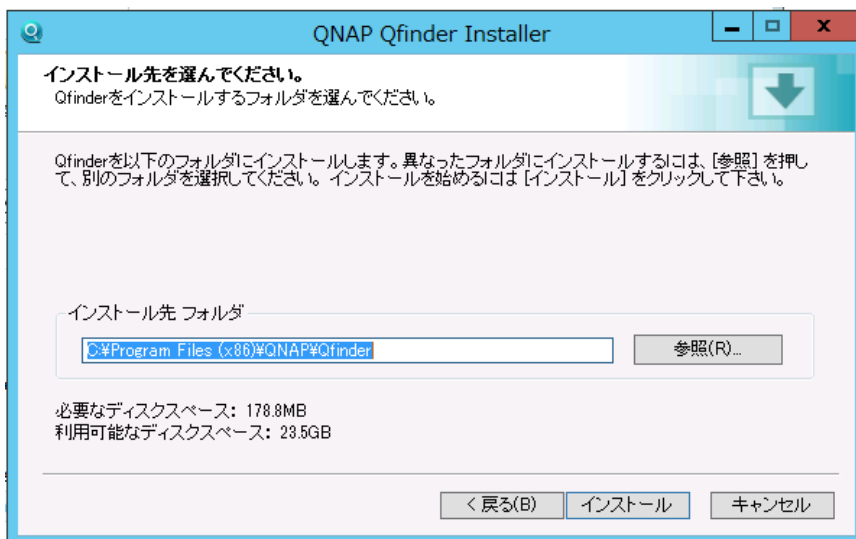 QNAP Qfinder Installer
インストール先を選んでください。
Qfinderをインストールするフォルダを選んでください。
Qfinderを以下のフォルダにインストールします。異なったフォルダにインストールするには、[参照] を押し
て、別のフォルダを選択してください。インストールを始めるには [インストール] をクリックして下さい。
インストール先 フォルダ
C:¥Program Files (x86)¥QNAP¥Qfinder
参照(R)...
必要なディスクスペース: 178.8MB
利用可能なディスクスペース: 23.5GB
< 戻る(B)
インストール
キャンセル